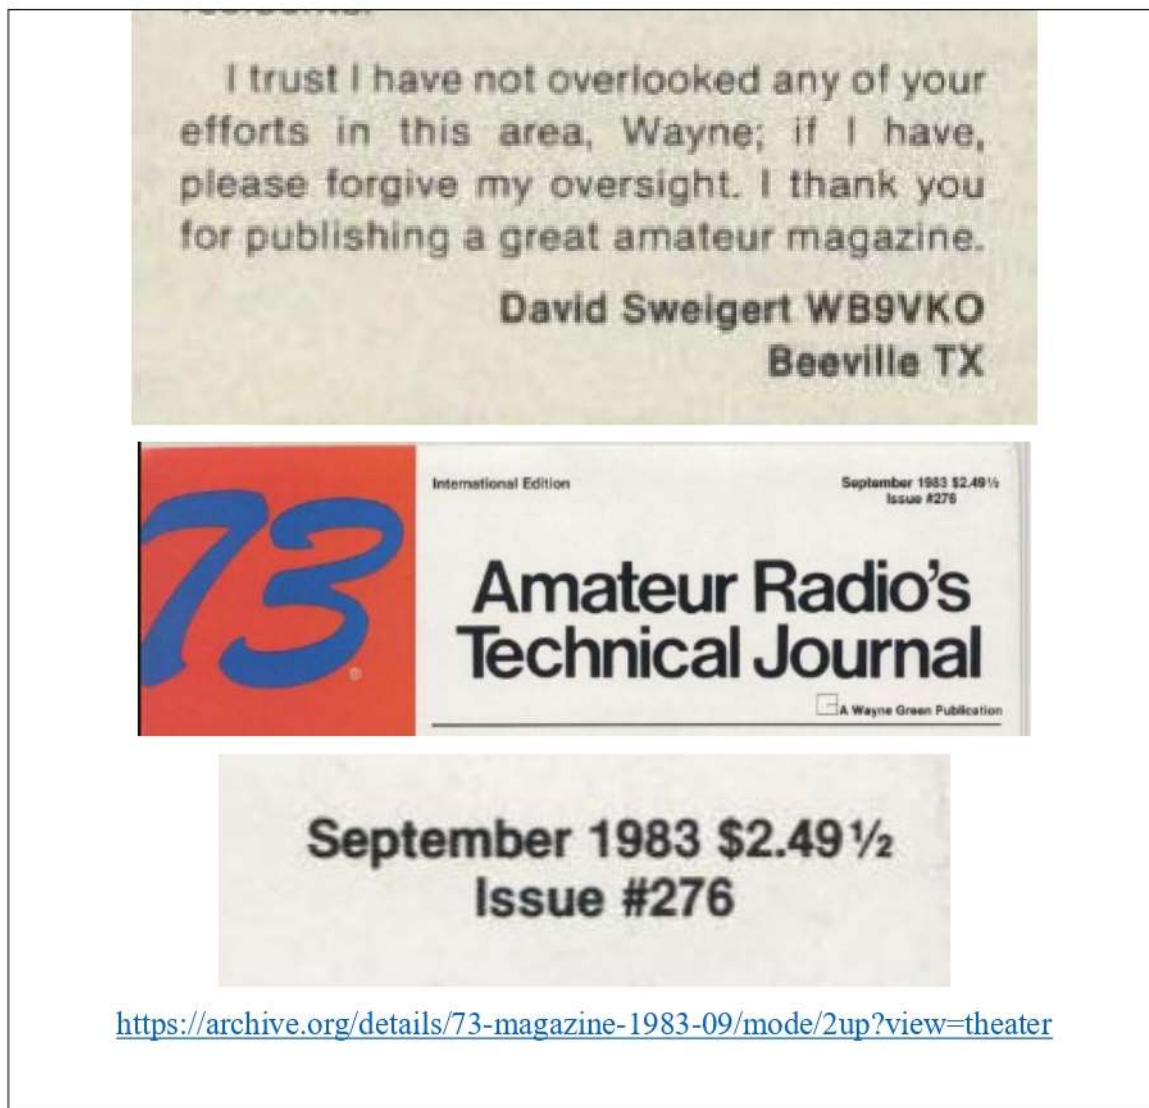 I trust I have not overlooked any of your
efforts in this area, Wayne; if I have,
please forgive my oversight. I thank you
for publishing a great amateur magazine.
David Sweigert WB9VKO
Beeville TX
73®
International Edition
September 1983 $2.49½
Issue #276
Amateur Radio's
Technical Journal
A Wayne Green Publication
September 1983 $2.49½
Issue #276
https://archive.org/details/73-magazine-1983-09/mode/2up?view=theater